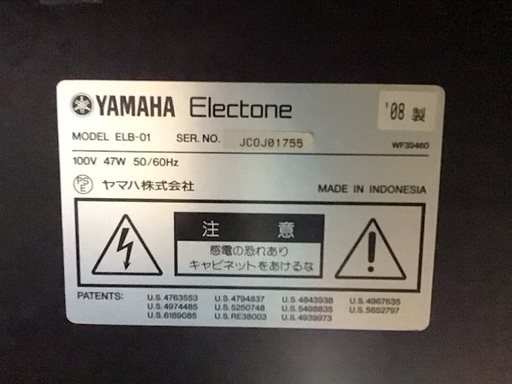 YAMAHA Electone '08 製
MODEL ELB-01 SER. NO. JCGJ01755 WF39460
100V 47W 50/60Hz
PSE ヤマハ株式会社 MADE IN INDONESIA
注 意
感電の恐れあり
キャビネットをあけるな
PATENTS: U.S. 4763553 U.S. 4794837 U.S. 4843938 U.S. 4967635
U.S. 4974485 U.S. 5250748 U.S. 5498835 U.S. 5652797
U.S. 6189085 U.S. RE38003 U.S. 4939973